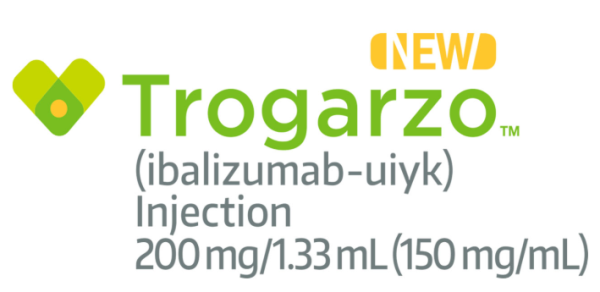 NEW
Trogarzo™
(ibalizumab-uiyk)
Injection
200 mg/1.33 mL (150 mg/mL)